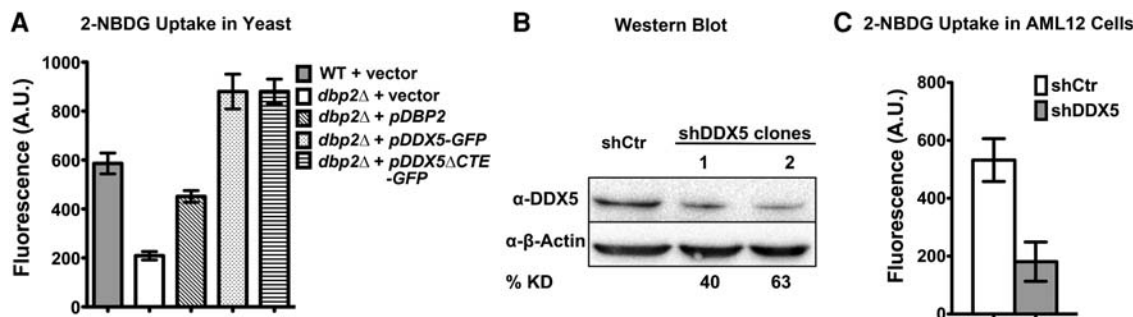 A
2-NBDG Uptake in Yeast
Fluorescence (A.U.)
1000
800
600
400
200
0
WT + vector
dbp2Δ + vector
dbp2Δ + pDBP2
dbp2Δ + pDDX5-GFP
dbp2Δ + pDDX5ΔCTE
-GFP
B
Western Blot
shCtr
shDDX5 clones
1 2
α-DDX5
α-β-Actin
% KD 40 63
C
2-NBDG Uptake in AML12 Cells
Fluorescence (A.U.)
800
600
400
200
0
shCtr
shDDX5